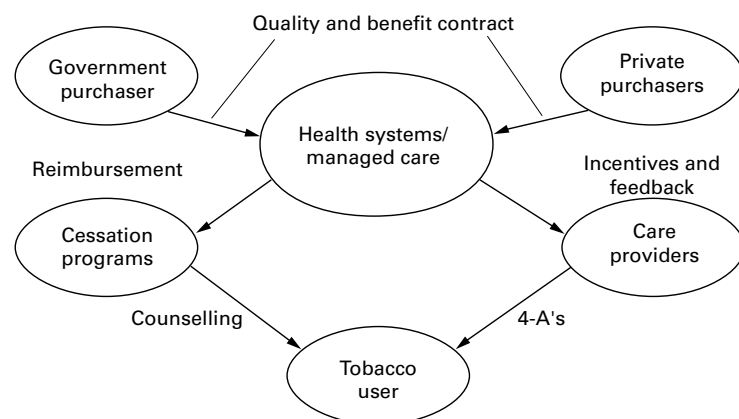 Quality and benefit contract
Government
purchaser
Private
purchasers
Health systems/
managed care
Reimbursement
Incentives and
feedback
Cessation
programs
Care
providers
Counselling
4-A's
Tobacco
user